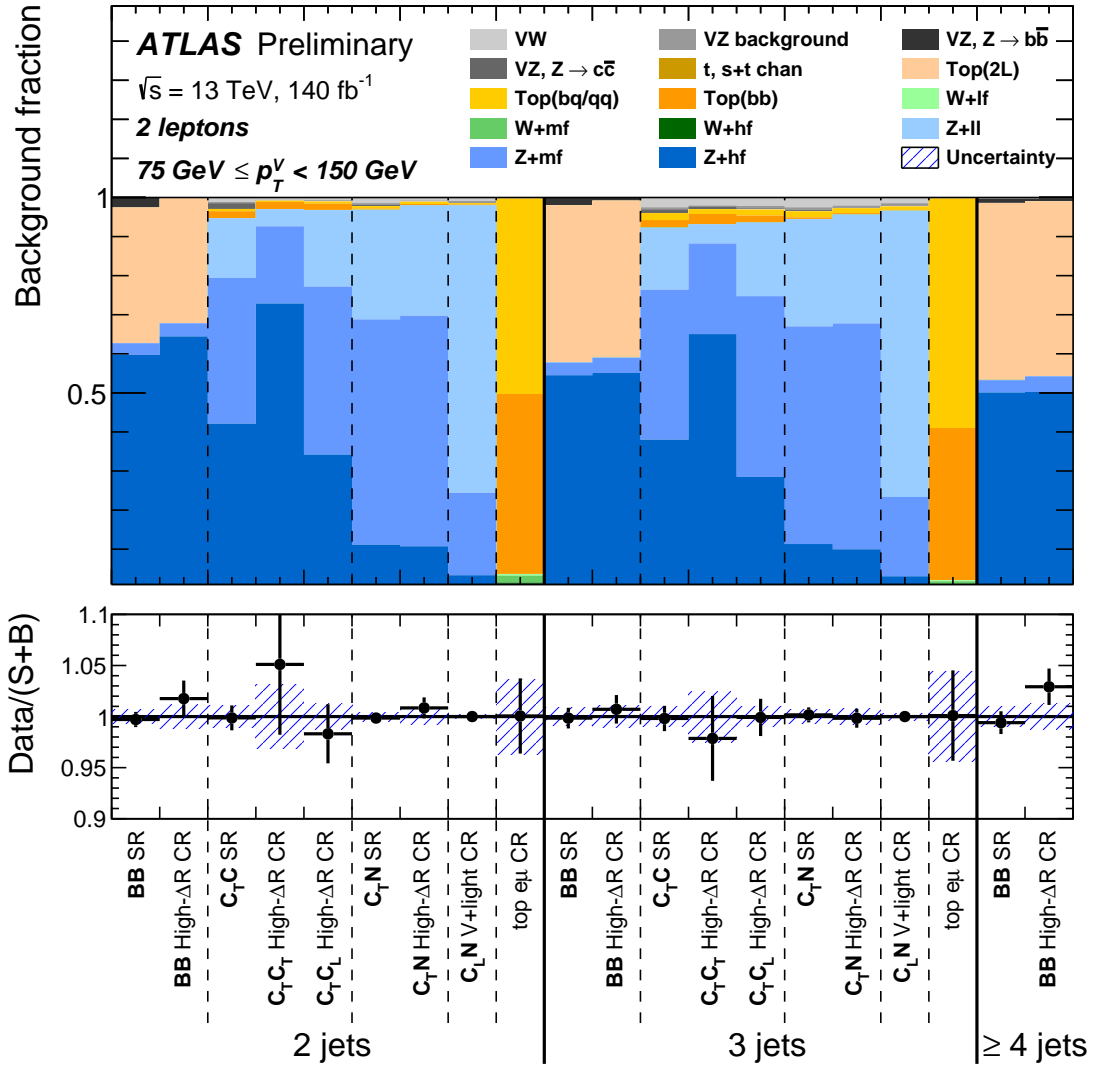 ATLAS Preliminary
√s = 13 TeV, 140 fb⁻¹
2 leptons
75 GeV ≤ p_T^V < 150 GeV
VW
VZ background
VZ, Z → bb̅
VZ, Z → cc̅
t, s+t chan
Top(2L)
Top(bq/qq)
Top(bb)
W+lf
W+mf
W+hf
Z+ll
Z+mf
Z+hf
Uncertainty
Background fraction
1
0.5
Data/(S+B)
1.1
1.05
1
0.95
0.9
BB SR
BB High-ΔR CR
C_TC SR
C_TC_T High-ΔR CR
C_TC_L High-ΔR CR
C_TN SR
C_TN High-ΔR CR
C_LN V+light CR
top eμ CR
BB SR
BB High-ΔR CR
C_TC SR
C_TC_T High-ΔR CR
C_TC_L High-ΔR CR
C_TN SR
C_TN High-ΔR CR
C_LN V+light CR
top eμ CR
BB SR
BB High-ΔR CR
2 jets
3 jets
≥ 4 jets